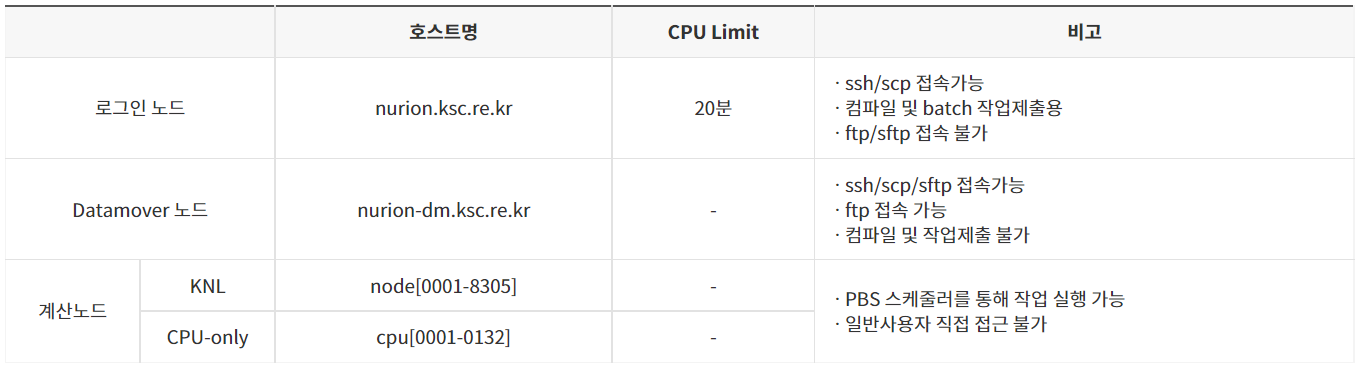 호스트명 CPU Limit 비고
로그인 노드 nurion.ksc.re.kr 20분
· ssh/scp 접속가능
· 컴파일 및 batch 작업제출용
· ftp/sftp 접속 불가
Datamover 노드 nurion-dm.ksc.re.kr -
· ssh/scp/sftp 접속가능
· ftp 접속 가능
· 컴파일 및 작업제출 불가
계산노드
KNL node[0001-8305] -
CPU-only cpu[0001-0132] -
· PBS 스케줄러를 통해 작업 실행 가능
· 일반사용자 직접 접근 불가